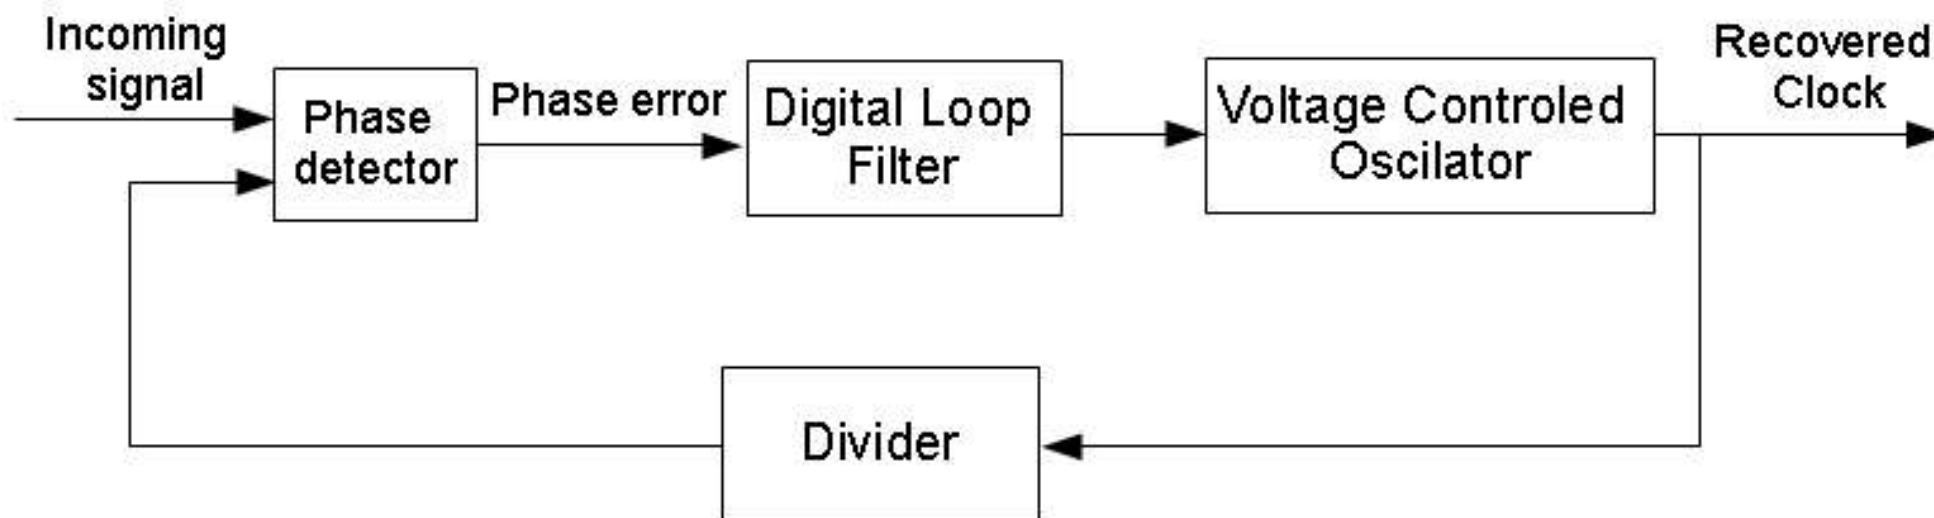 Incoming
signal
Phase
detector
Phase error
Digital Loop
Filter
Voltage Controled
Oscilator
Recovered
Clock
Divider